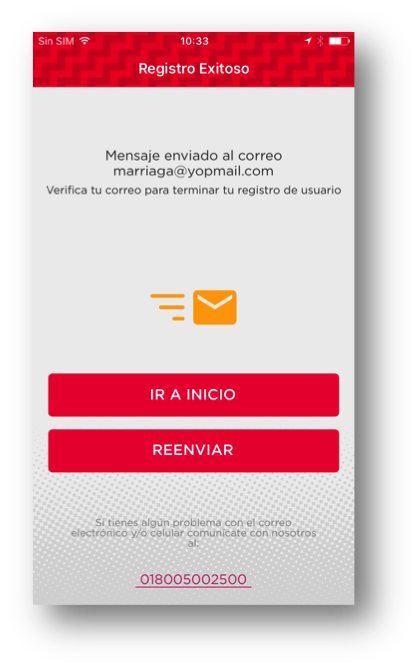 Sin SIM 10:33
Registro Exitoso
Mensaje enviado al correo
marriaga@yopmail.com
Verifica tu correo para terminar tu registro de usuario
IR A INICIO
REENVIAR
Si tienes algún problema con el correo
electrónico y/o celular comunícate con nosotros
al:
018005002500